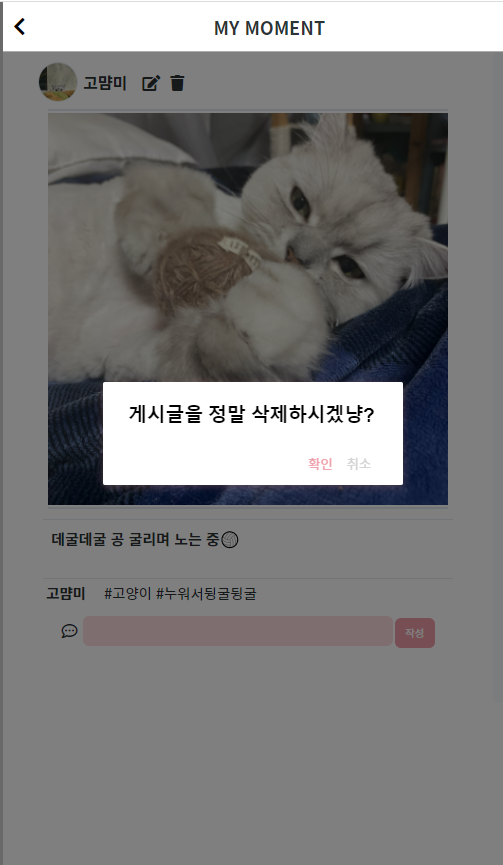 MY MOMENT
고먐미
게시글을 정말 삭제하시겠냥?
확인 취소
데굴데굴 공 굴리며 노는 중🧶
고먐미 #고양이 #누워서뒹굴뒹굴
작성